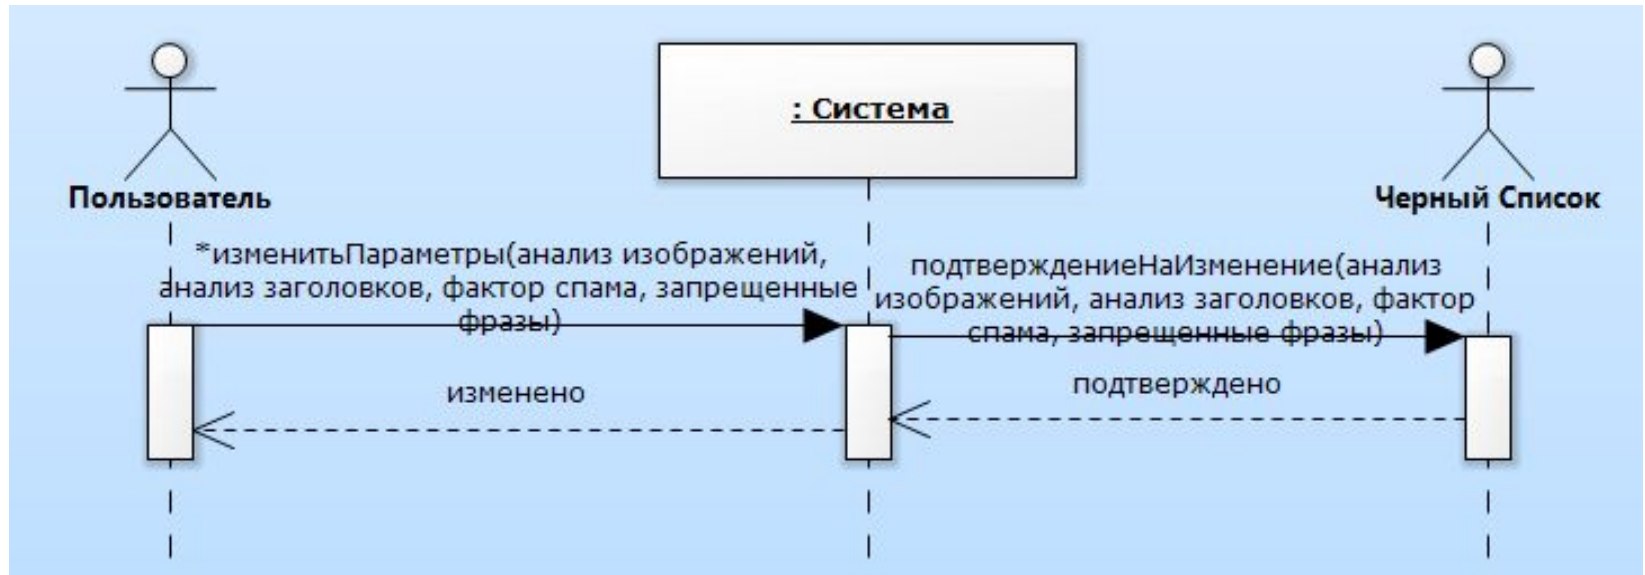 : Система
Пользователь
Черный Список
*изменитьПараметры(анализ изображений,
анализ заголовков, фактор спама, запрещенные
фразы)
подтверждениеНаИзменение(анализ
изображений, анализ заголовков, фактор
спама, запрещенные фразы)
изменено
подтверждено